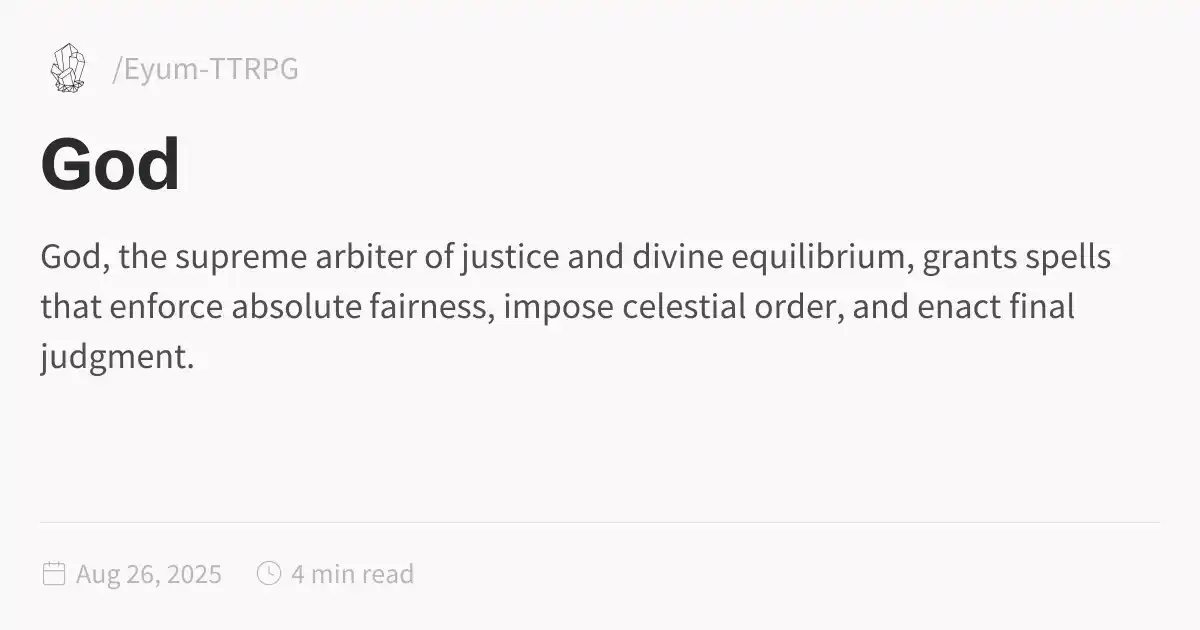 /Eyum-TTRPG
God
God, the supreme arbiter of justice and divine equilibrium, grants spells
that enforce absolute fairness, impose celestial order, and enact final
judgment.
Aug 26, 2025 4 min read